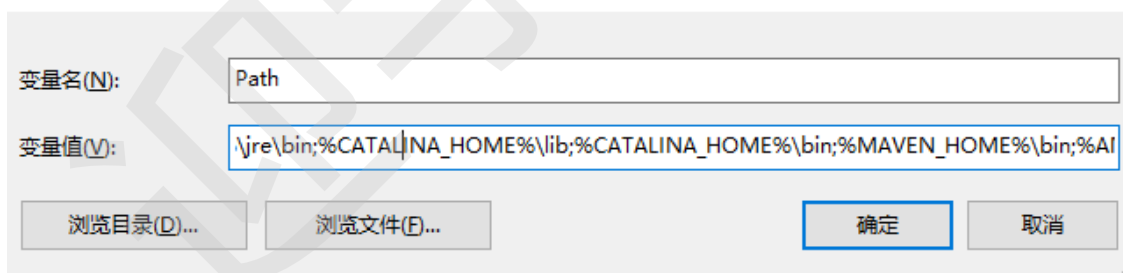 变量名(N): Path
变量值(V): \jre\bin;%CATALINA_HOME%\lib;%CATALINA_HOME%\bin;%MAVEN_HOME%\bin;%A
浏览目录(D)... 浏览文件(F)... 确定 取消